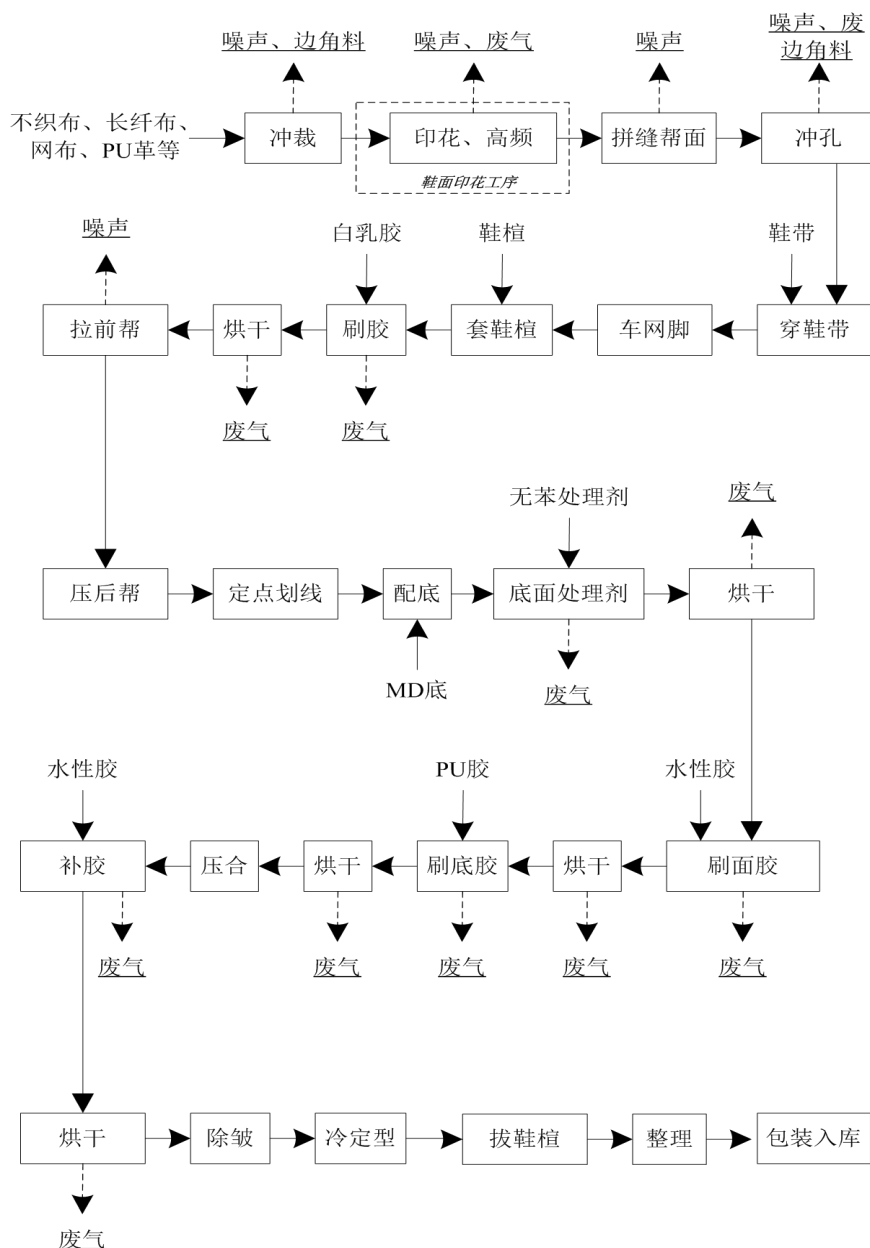 噪声、边角料
噪声、废气
噪声
噪声、废
边角料
不织布、长纤布、
网布、PU革等
冲裁
印花、高频
拼缝帮面
冲孔
鞋面印花工序
噪声
白乳胶
鞋楦
鞋带
拉前帮
烘干
刷胶
套鞋楦
车网脚
穿鞋带
废气
废气
无苯处理剂
废气
压后帮
定点划线
配底
底面处理剂
烘干
MD底
废气
水性胶
PU胶
水性胶
补胶
压合
烘干
刷底胶
烘干
刷面胶
废气
废气
废气
废气
废气
烘干
除皱
冷定型
拔鞋楦
整理
包装入库
废气